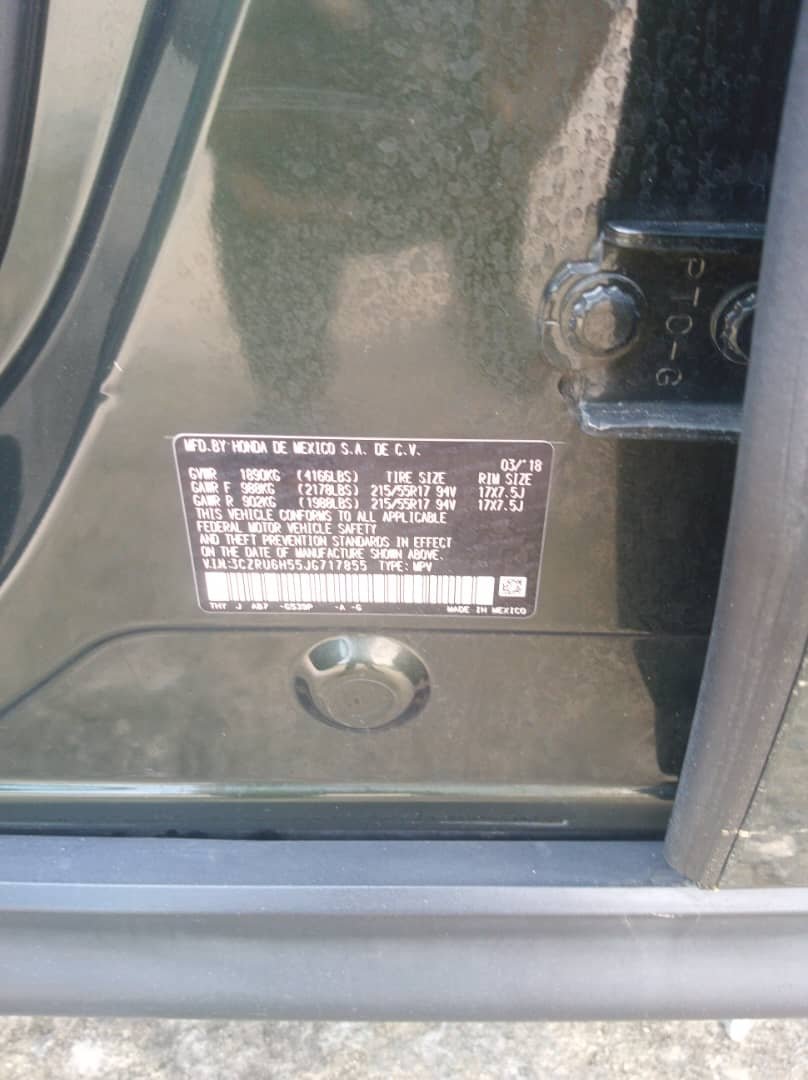 PTC-G
MFD.BY HONDA DE MEXICO S.A. DE C.V.
03/'18
GVWR 1890KG (4166LBS) TIRE SIZE RIM SIZE
GAWR F 988KG (2178LBS) 215/55R17 94V 17X7.5J
GAWR R 902KG (1988LBS) 215/55R17 94V 17X7.5J
THIS VEHICLE CONFORMS TO ALL APPLICABLE
FEDERAL MOTOR VEHICLE SAFETY
AND THEFT PREVENTION STANDARDS IN EFFECT
ON THE DATE OF MANUFACTURE SHOWN ABOVE.
V.I.N:3CZRU6H55JG717855 TYPE: MPV
THY J AB7 -G539P -A -G MADE IN MEXICO